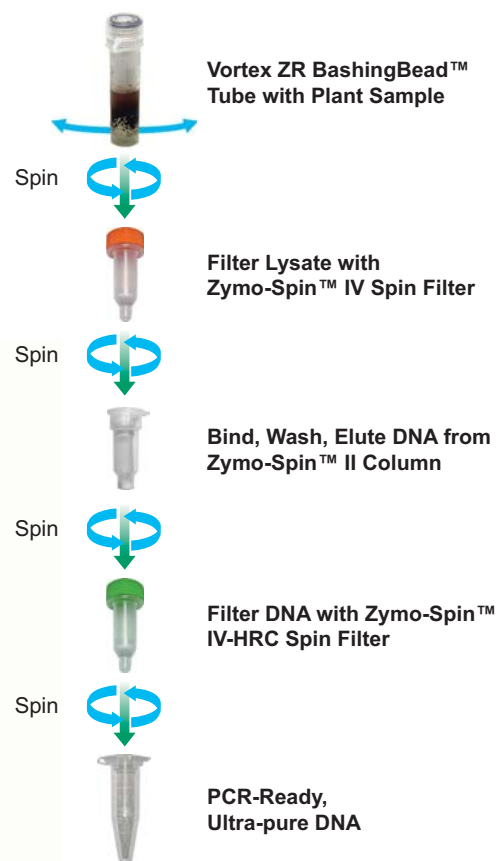 Vortex ZR BashingBead™
Tube with Plant Sample
Spin
Filter Lysate with
Zymo-Spin™ IV Spin Filter
Spin
Bind, Wash, Elute DNA from
Zymo-Spin™ II Column
Spin
Filter DNA with Zymo-Spin™
IV-HRC Spin Filter
Spin
PCR-Ready,
Ultra-pure DNA